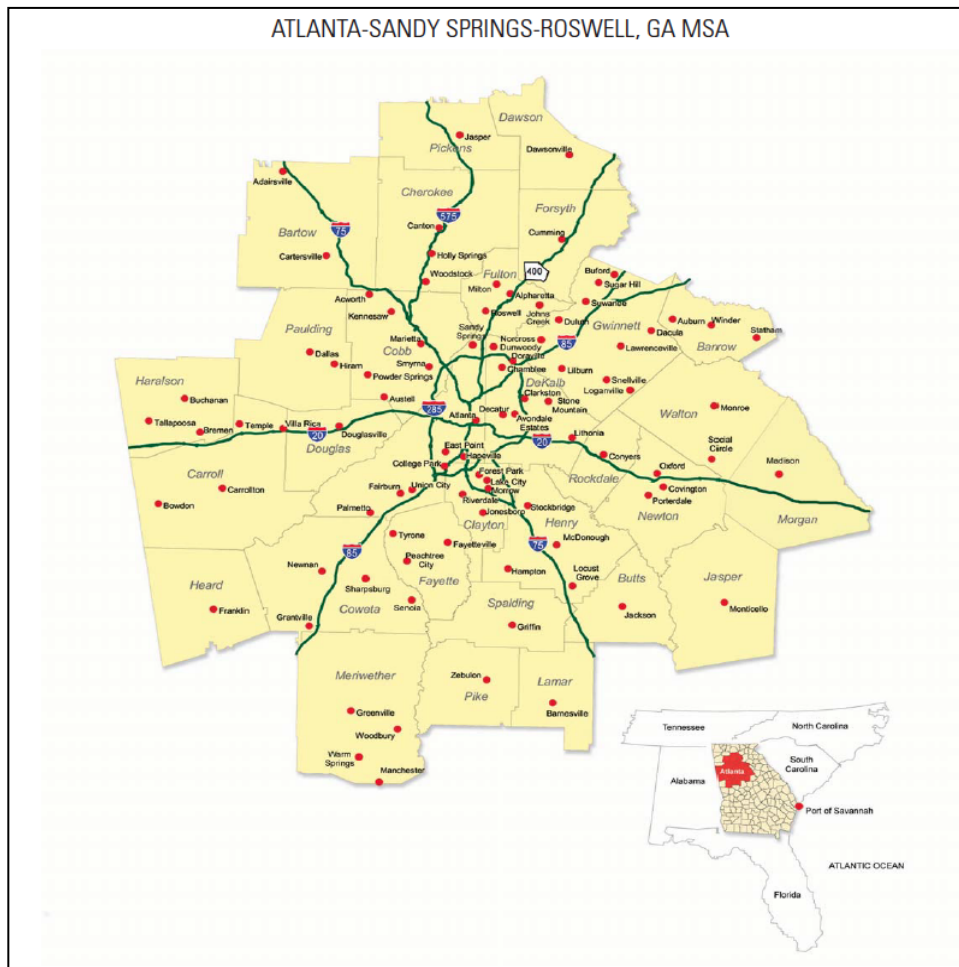 ATLANTA-SANDY SPRINGS-ROSWELL, GA MSA
Dawson
Jasper
Pickens
Dawsonville
Adairsville
Cherokee
575
Forsyth
Bartow
75
Canton
Cumming
Cartersville
Holly Springs
Woodstock
Fulton
400
Buford
Milton
Sugar Hill
Acworth
Alpharetta
Suwanee
Kennesaw
Roswell
Johns
Creek
Duluth
Gwinnett
Auburn
Winder
Paulding
Sandy
Springs
Dacula
Statham
Marietta
Norcross
85
Cobb
Dunwoody
Lawrenceville
Barrow
Dallas
Doraville
Hiram
Smyrna
Chamblee
Lilburn
Powder Springs
Snellville
Haralson
DeKalb
Loganville
Buchanan
Austell
Clarkston
Stone
Mountain
Walton
Monroe
285
Atlanta
Decatur
Avondale
Estates
Tallapoosa
Bremen
Temple
Villa Rica
20
Douglasville
Lithonia
20
Douglas
East Point
Hapeville
Social
Circle
Conyers
College Park
Oxford
Madison
Carroll
Forest Park
Rockdale
Lake City
Carrollton
Fairburn
Union City
Morrow
Covington
Riverdale
Porterdale
Bowdon
Palmetto
Jonesboro
Stockbridge
Newton
Morgan
Clayton
Henry
Tyrone
Fayetteville
75
McDonough
85
Peachtree
City
Newnan
Hampton
Locust
Grove
Butts
Jasper
Heard
Sharpsburg
Fayette
Franklin
Coweta
Senoia
Spalding
Monticello
Grantville
Griffin
Jackson
Meriwether
Zebulon
Lamar
Pike
Greenville
Barnesville
Woodbury
Warm
Springs
Manchester
Tennessee
North Carolina
South
Carolina
Atlanta
Alabama
Port of Savannah
ATLANTIC OCEAN
Florida